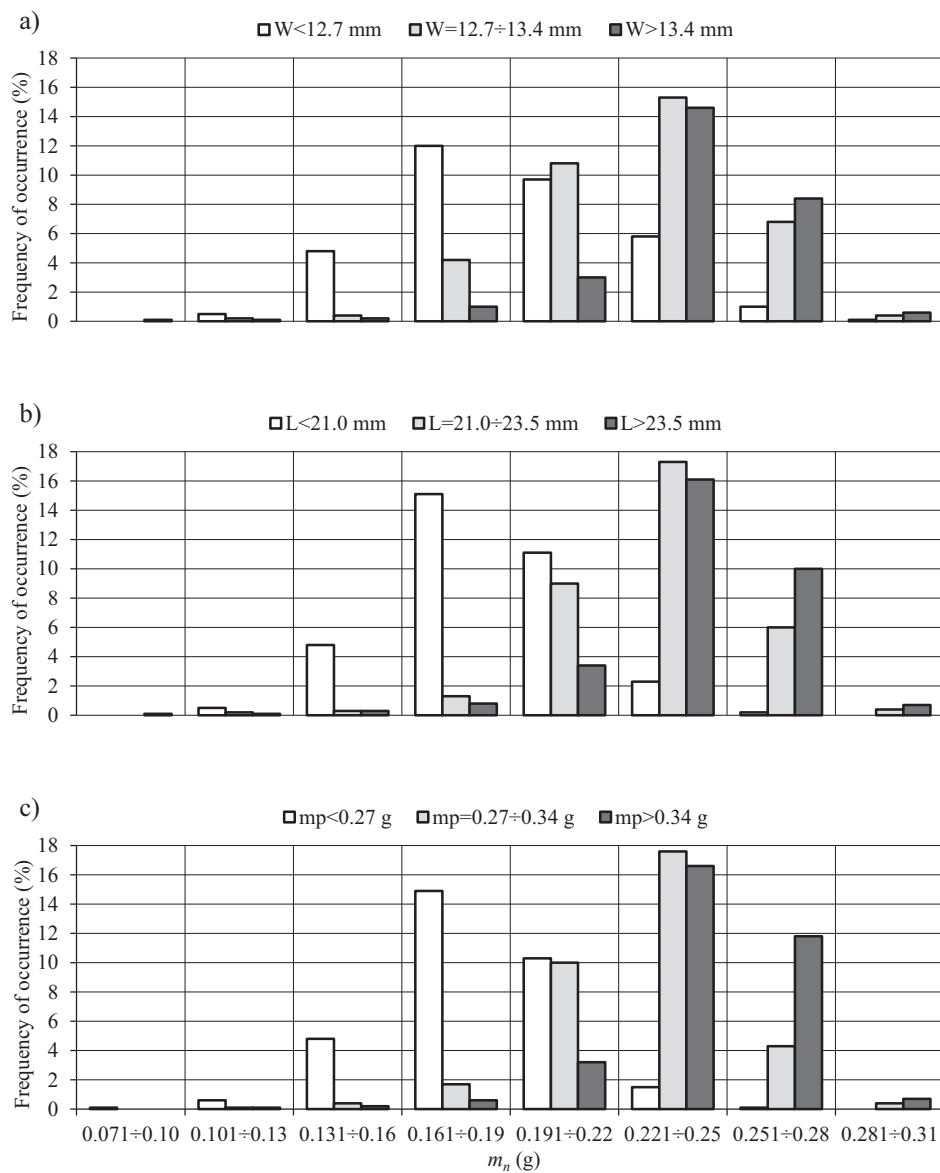 a)
W<12.7 mm W=12.7÷13.4 mm W>13.4 mm
Frequency of occurrence (%)
18
16
14
12
10
8
6
4
2
0
b)
L<21.0 mm L=21.0÷23.5 mm L>23.5 mm
Frequency of occurrence (%)
18
16
14
12
10
8
6
4
2
0
c)
mp<0.27 g mp=0.27÷0.34 g mp>0.34 g
Frequency of occurrence (%)
18
16
14
12
10
8
6
4
2
0
0.071÷0.10 0.101÷0.13 0.131÷0.16 0.161÷0.19 0.191÷0.22 0.221÷0.25 0.251÷0.28 0.281÷0.31
mn (g)